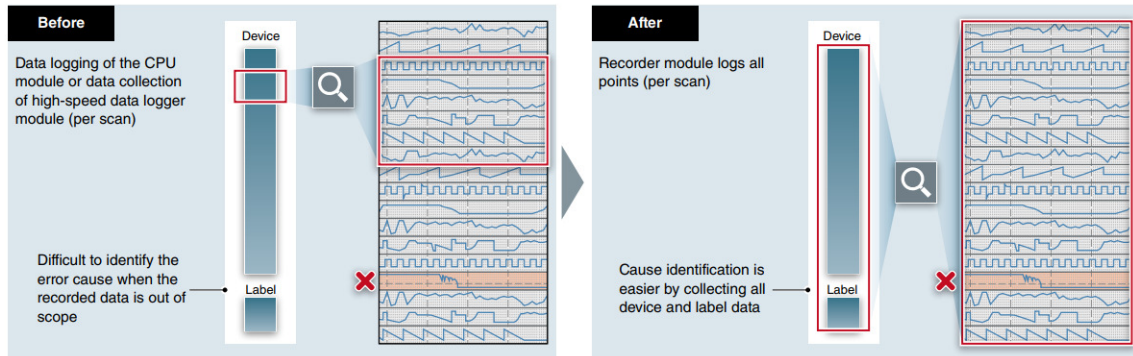 Before
Device
Data logging of the CPU
module or data collection
of high-speed data logger
module (per scan)
Difficult to identify the
error cause when the
recorded data is out of
scope
Label
After
Device
Recorder module logs all
points (per scan)
Cause identification is
easier by collecting all
device and label data
Label